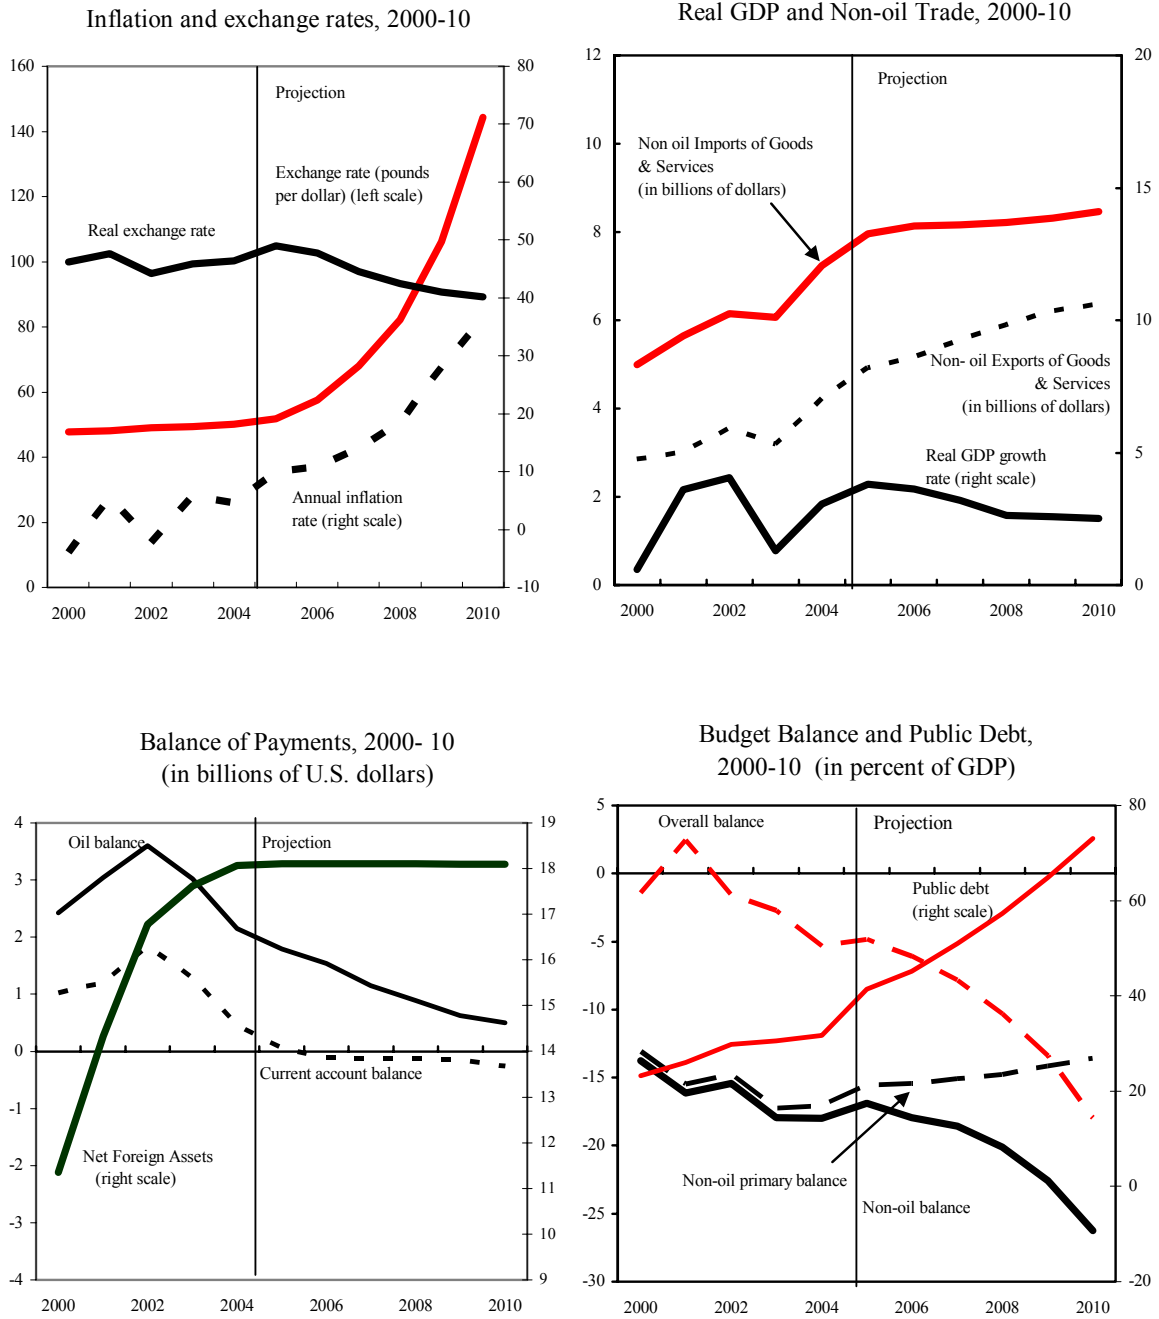 Inflation and exchange rates, 2000-10
160
140
120
100
80
60
40
20
0
80
70
60
50
40
30
20
10
0
-10
Projection
Exchange rate (pounds
per dollar) (left scale)
Real exchange rate
Annual inflation
rate (right scale)
2000 2002 2004 2006 2008 2010
Real GDP and Non-oil Trade, 2000-10
12
10
8
6
4
2
0
20
15
10
5
0
Projection
Non oil Imports of Goods
& Services
(in billions of dollars)
Non- oil Exports of Goods
& Services
(in billions of dollars)
Real GDP growth
rate (right scale)
2000 2002 2004 2006 2008 2010
Balance of Payments, 2000- 10
(in billions of U.S. dollars)
4
3
2
1
0
-1
-2
-3
-4
19
18
17
16
15
14
13
12
11
10
9
Oil balance
Projection
Current account balance
Net Foreign Assets
(right scale)
2000 2002 2004 2006 2008 2010
Budget Balance and Public Debt,
2000-10 (in percent of GDP)
5
0
-5
-10
-15
-20
-25
-30
80
60
40
20
0
-20
Overall balance
Projection
Public debt
(right scale)
Non-oil primary balance
Non-oil balance
2000 2002 2004 2006 2008 2010